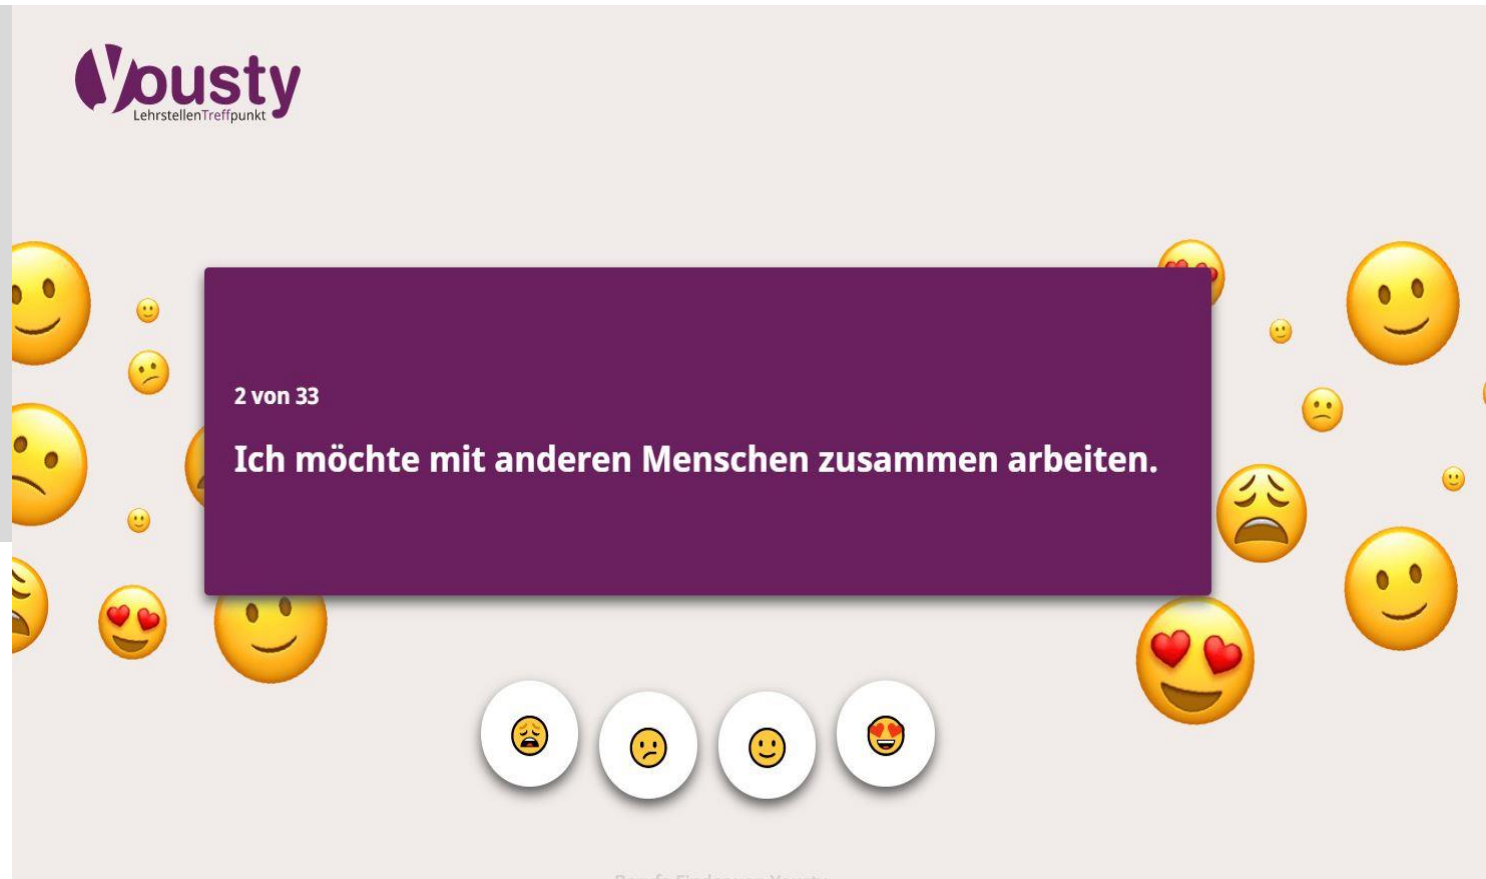 Yousty
LehrstellenTreffpunkt
2 von 33
Ich möchte mit anderen Menschen zusammen arbeiten.